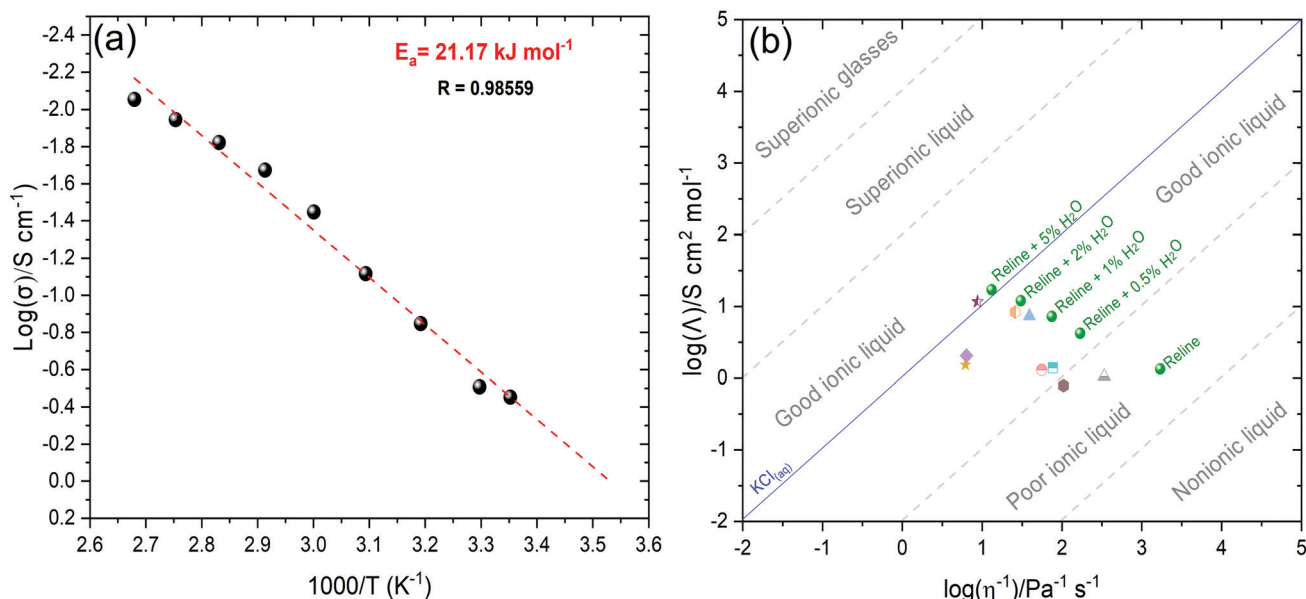 (a)
Eₐ= 21.17 kJ mol⁻¹
R = 0.98559
Log(σ)/S cm⁻¹)
-2.4
-2.2
-2.0
-1.8
-1.6
-1.4
-1.2
-1.0
-0.8
-0.6
-0.4
-0.2
0.0
0.2
2.6 2.7 2.8 2.9 3.0 3.1 3.2 3.3 3.4 3.5 3.6
1000/T (K⁻¹)
(b)
log(Λ)/S cm² mol⁻¹
5
4
3
2
1
0
-1
-2
Superionic glasses
Superionic liquid
Good ionic liquid
Good ionic liquid
Poor ionic liquid
Nonionic liquid
Reline + 5% H₂O
Reline + 2% H₂O
Reline + 1% H₂O
Reline + 0.5% H₂O
Reline
KCl₍aq₎
-2 -1 0 1 2 3 4 5
log(η⁻¹)/Pa⁻¹ s⁻¹